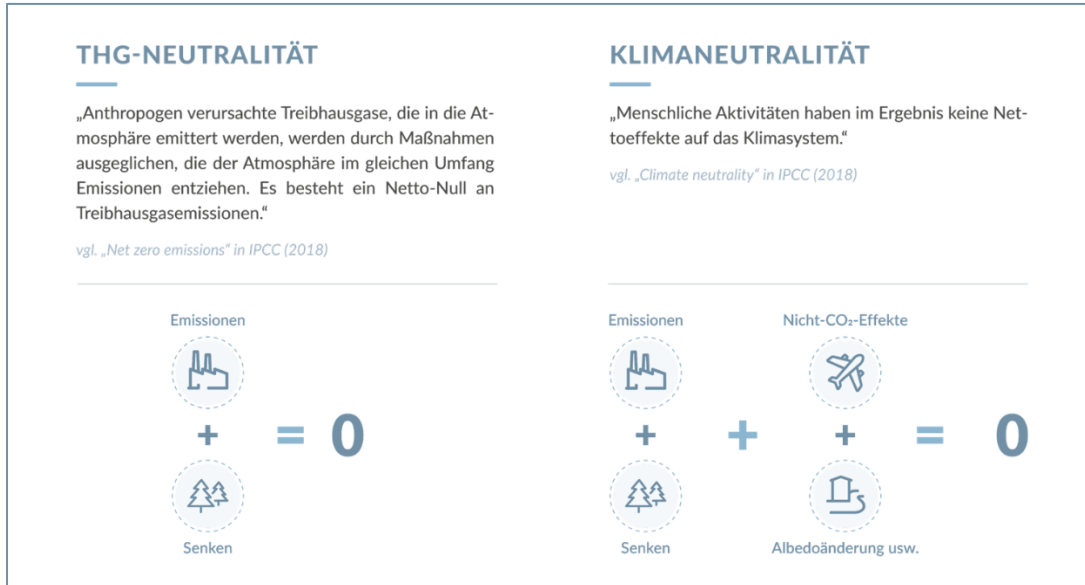 THG-NEUTRALITÄT
„Anthropogen verursachte Treibhausgase, die in die At-
mosphäre emittert werden, werden durch Maßnahmen
ausgeglichen, die der Atmosphäre im gleichen Umfang
Emissionen entziehen. Es besteht ein Netto-Null an
Treibhausgasemissionen.“
vgl. „Net zero emissions“ in IPCC (2018)
Emissionen
+
= 0
Senken
KLIMANEUTRALITÄT
„Menschliche Aktivitäten haben im Ergebnis keine Net-
toeffekte auf das Klimasystem.“
vgl. „Climate neutrality“ in IPCC (2018)
Emissionen
Nicht-CO₂-Effekte
+ + + = 0
Senken
Albedoänderung usw.